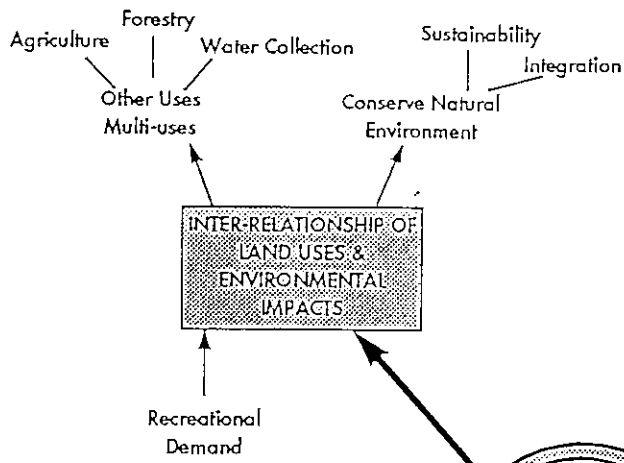 Forestry
Agriculture
Water Collection
Other Uses
Multi-uses
Sustainability
Integration
Conserve Natural
Environment
INTER-RELATIONSHIP OF
LAND USES &
ENVIRONMENTAL
IMPACTS
Recreational
Demand